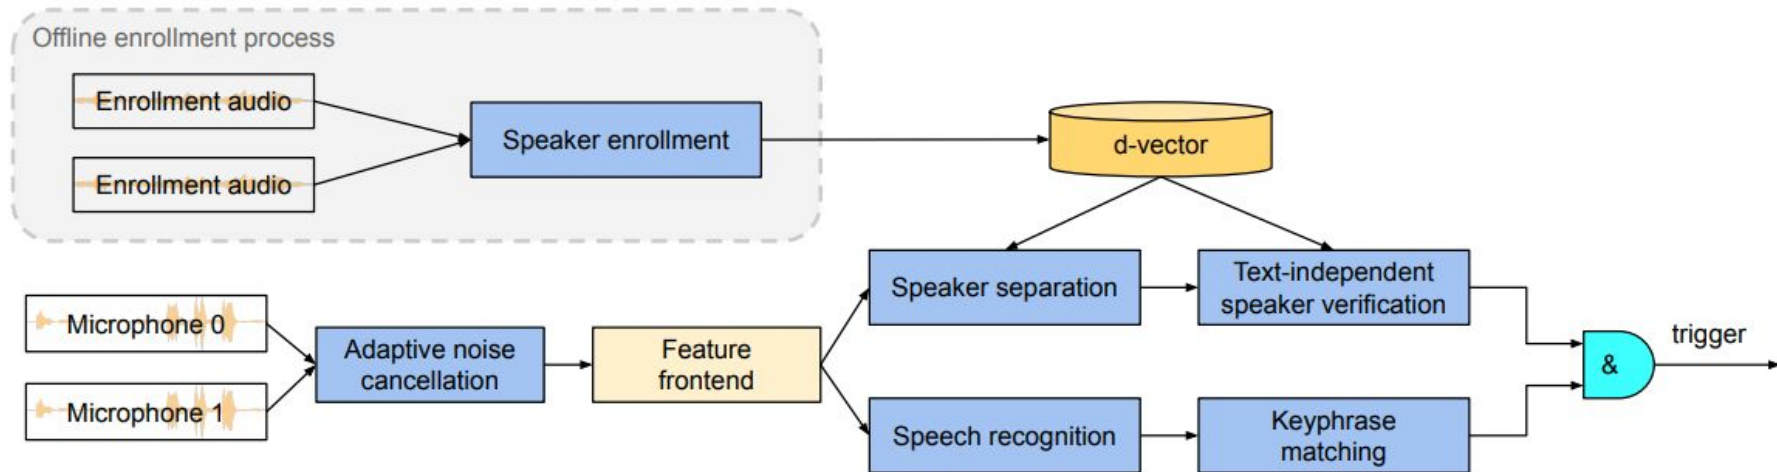 Offline enrollment process
Enrollment audio
Enrollment audio
Speaker enrollment
d-vector
Microphone 0
Microphone 1
Adaptive noise
cancellation
Feature
frontend
Speaker separation
Text-independent
speaker verification
Speech recognition
Keyphrase
matching
&
trigger